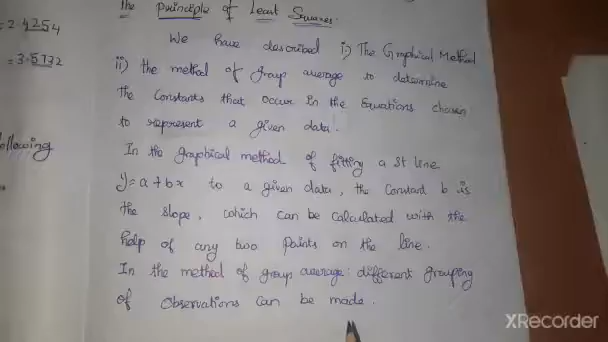 the Principle of Least Squares.
= 2.4254
= 3.5732
ollowing
We have described i) The Graphical Method
ii) the method of group average to determine
the constants that occur in the Equations chosen
to represent a given data.
In the graphical method of fitting a st line
y = a + bx to a given data, the constant b is
the slope, which can be calculated with the
help of any two points on the line.
In the method of group average different grouping
of observations can be made.
XRecorder